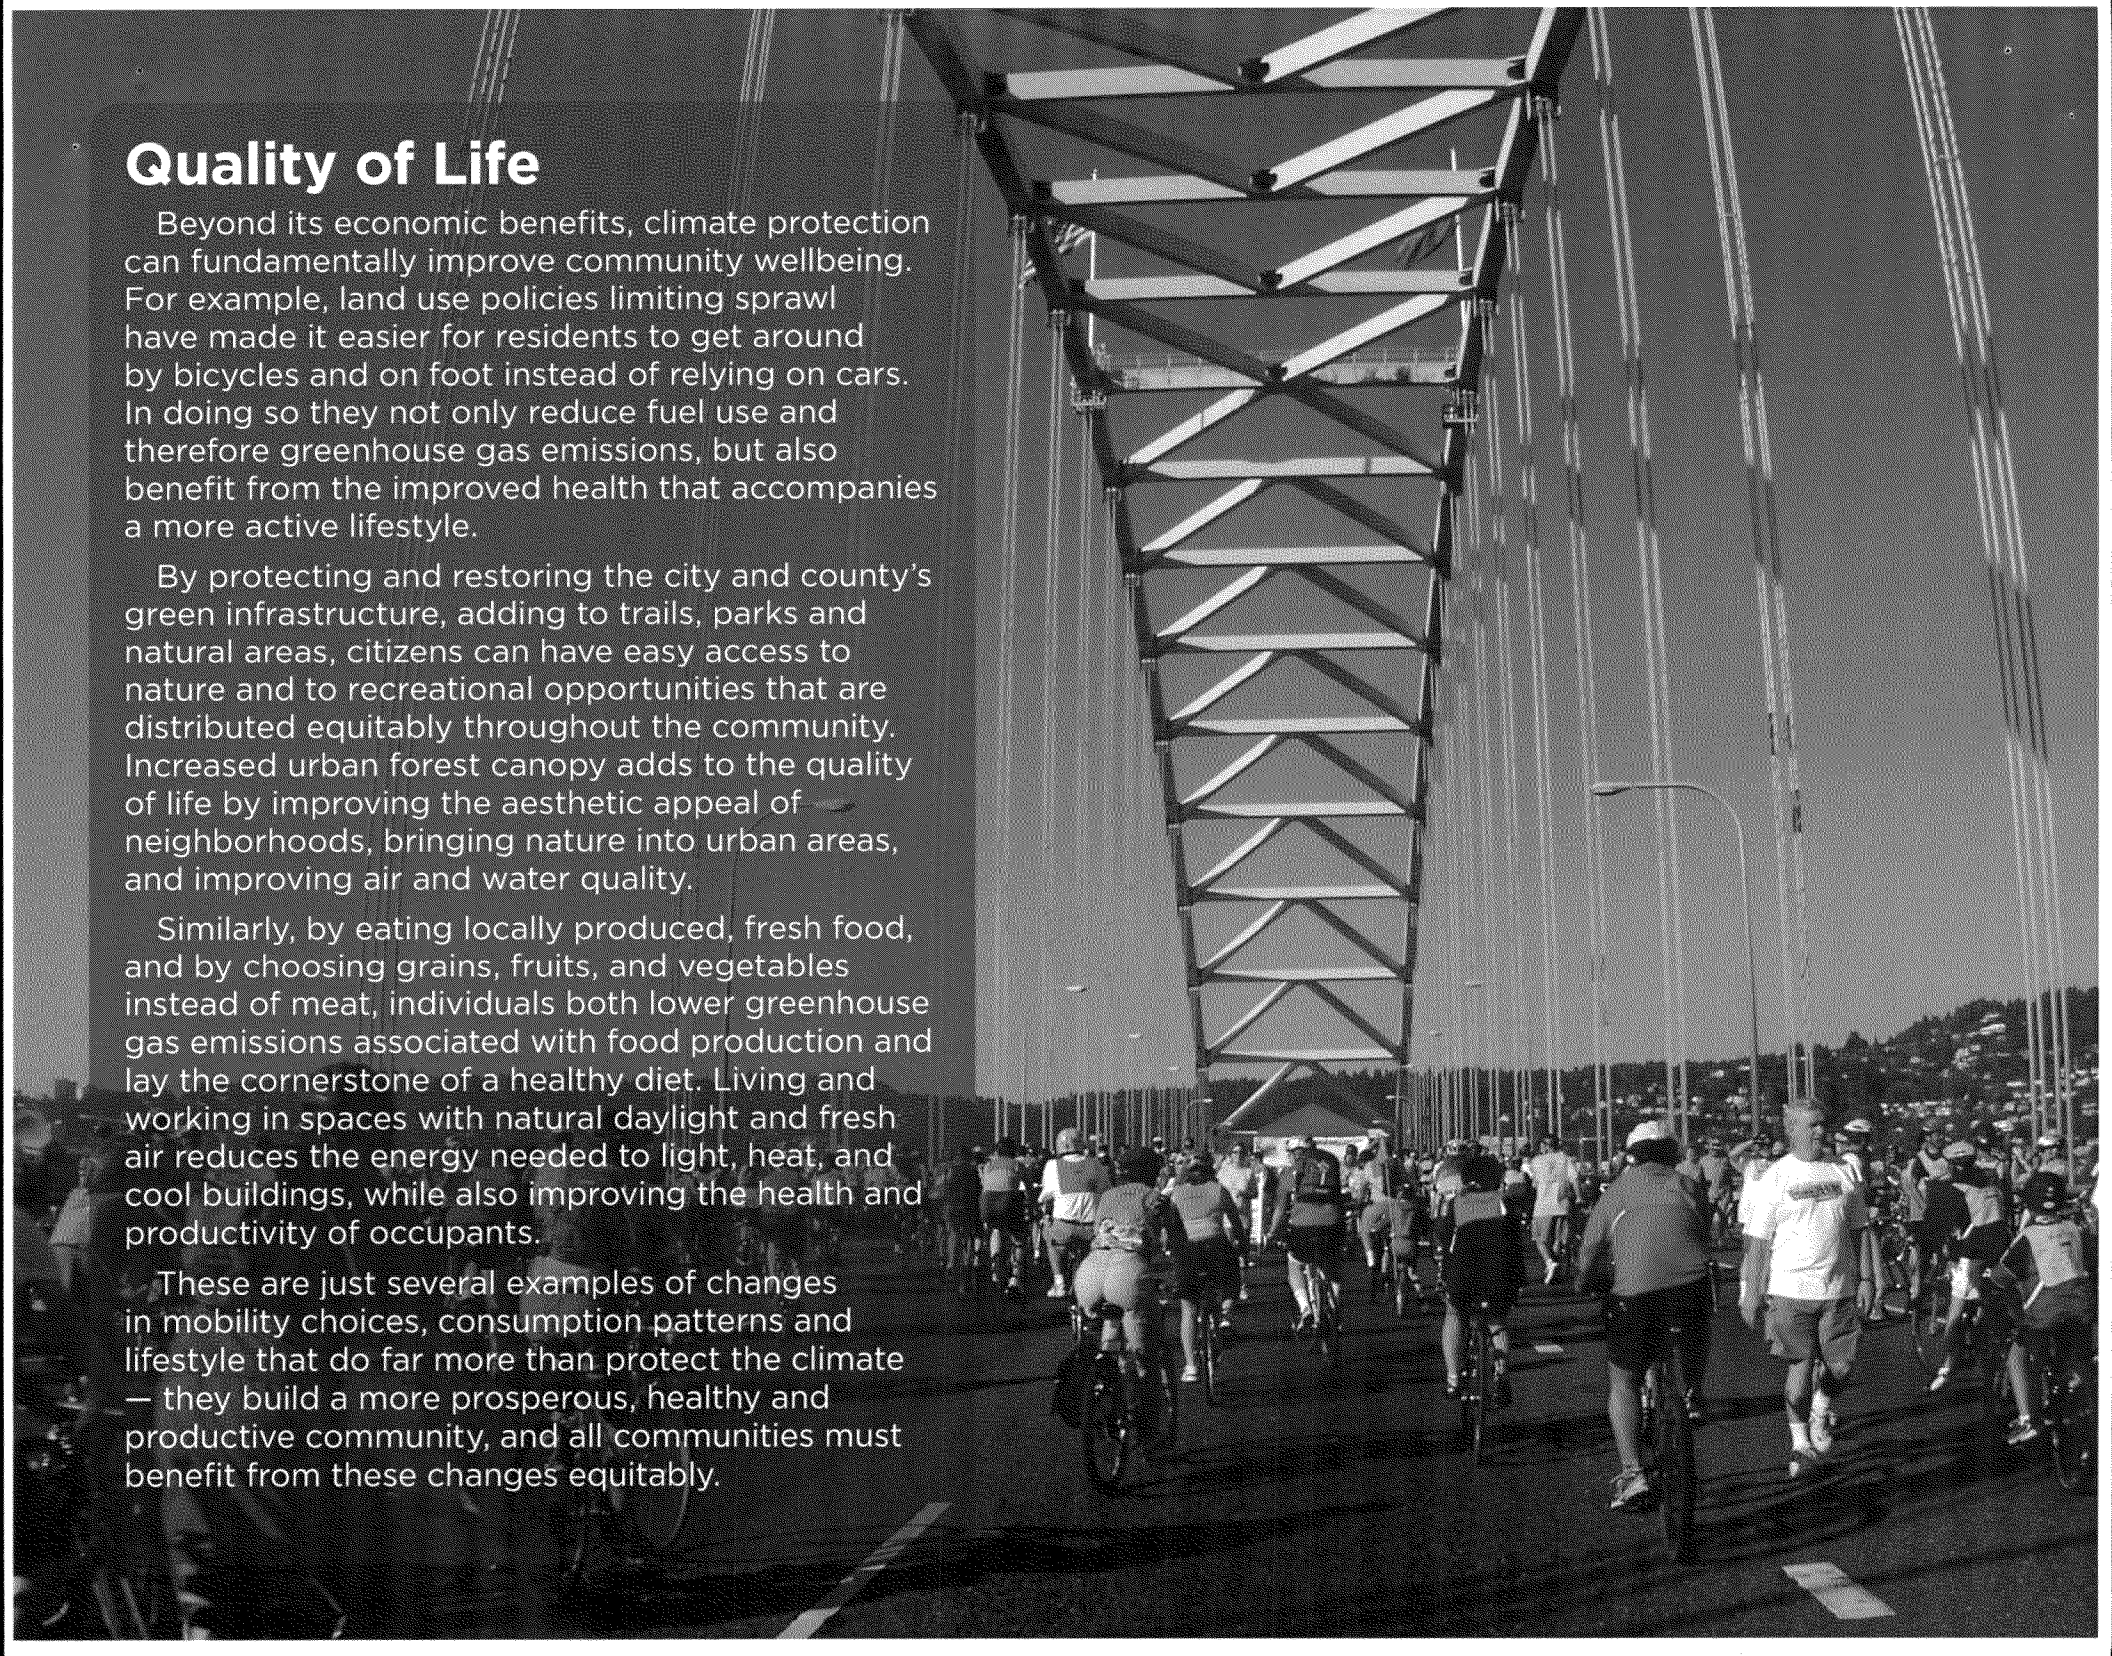 Quality of Life
Beyond its economic benefits, climate protection
can fundamentally improve community wellbeing.
For example, land use policies limiting sprawl
have made it easier for residents to get around
by bicycles and on foot instead of relying on cars.
In doing so they not only reduce fuel use and
therefore greenhouse gas emissions, but also
benefit from the improved health that accompanies
a more active lifestyle.
By protecting and restoring the city and county’s
green infrastructure, adding to trails, parks and
natural areas, citizens can have easy access to
nature and to recreational opportunities that are
distributed equitably throughout the community.
Increased urban forest canopy adds to the quality
of life by improving the aesthetic appeal of
neighborhoods, bringing nature into urban areas,
and improving air and water quality.
Similarly, by eating locally produced, fresh food,
and by choosing grains, fruits, and vegetables
instead of meat, individuals both lower greenhouse
gas emissions associated with food production and
lay the cornerstone of a healthy diet. Living and
working in spaces with natural daylight and fresh
air reduces the energy needed to light, heat, and
cool buildings, while also improving the health and
productivity of occupants.
These are just several examples of changes
in mobility choices, consumption patterns and
lifestyle that do far more than protect the climate
— they build a more prosperous, healthy and
productive community, and all communities must
benefit from these changes equitably.